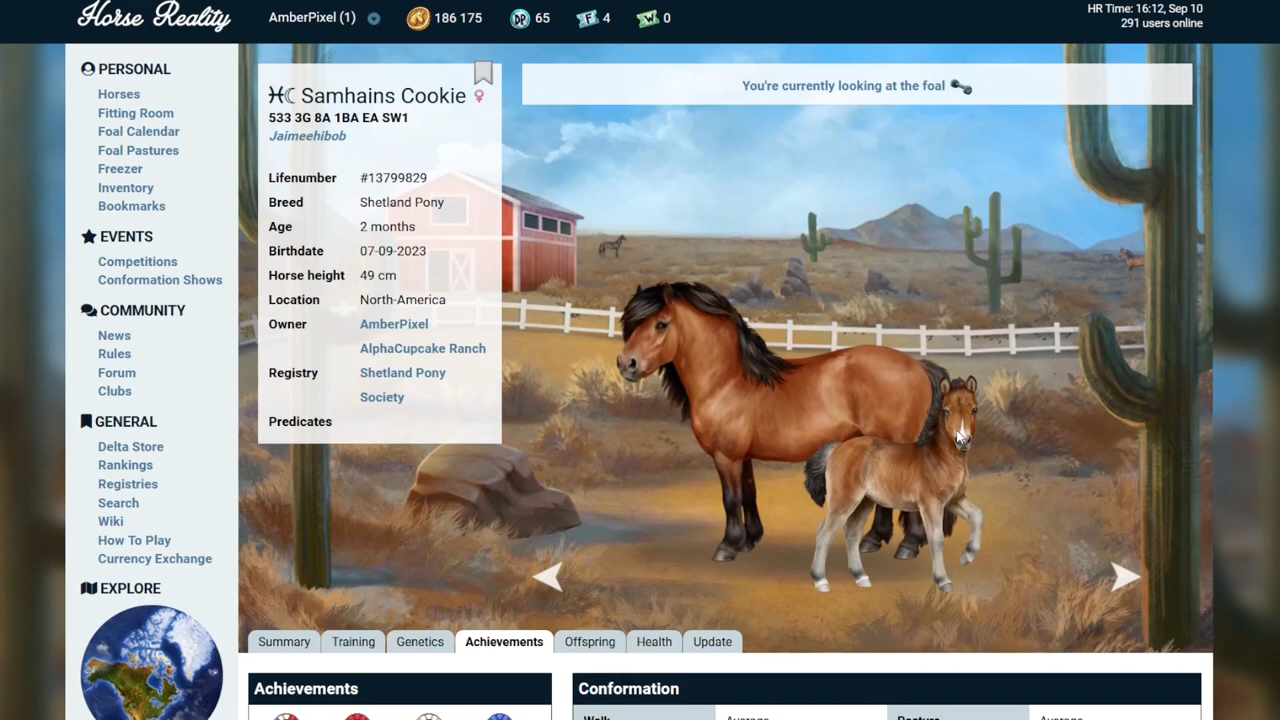 Horse Reality
AmberPixel (1)
186 175
DP
65
F
4
W
0
HR Time: 16:12, Sep 10
291 users online
PERSONAL
Horses
Fitting Room
Foal Calendar
Foal Pastures
Freezer
Inventory
Bookmarks
EVENTS
Competitions
Conformation Shows
COMMUNITY
News
Rules
Forum
Clubs
GENERAL
Delta Store
Rankings
Registries
Search
Wiki
How To Play
Currency Exchange
EXPLORE
♓☾ Samhains Cookie ♀
533 3G 8A 1BA EA SW1
Jaimeehibob
Lifenumber #13799829
Breed Shetland Pony
Age 2 months
Birthdate 07-09-2023
Horse height 49 cm
Location North-America
Owner AmberPixel
AlphaCupcake Ranch
Registry Shetland Pony
Society
Predicates
You're currently looking at the foal
Summary
Training
Genetics
Achievements
Offspring
Health
Update
Achievements
Conformation
Walk Average Posture Average